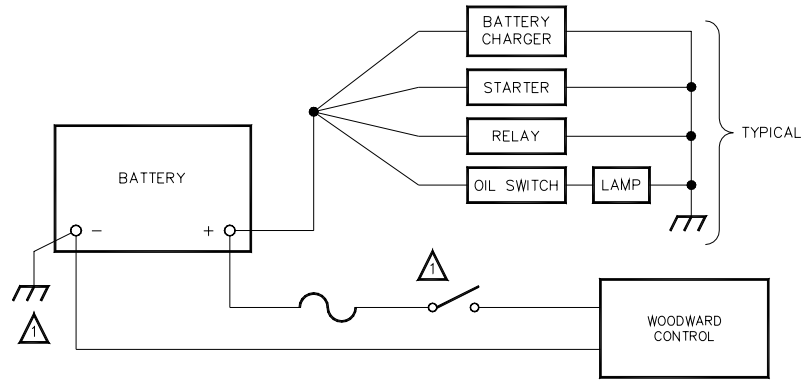 BATTERY
CHARGER
STARTER
RELAY
OIL SWITCH
LAMP
TYPICAL
BATTERY
−
+
1
1
WOODWARD
CONTROL